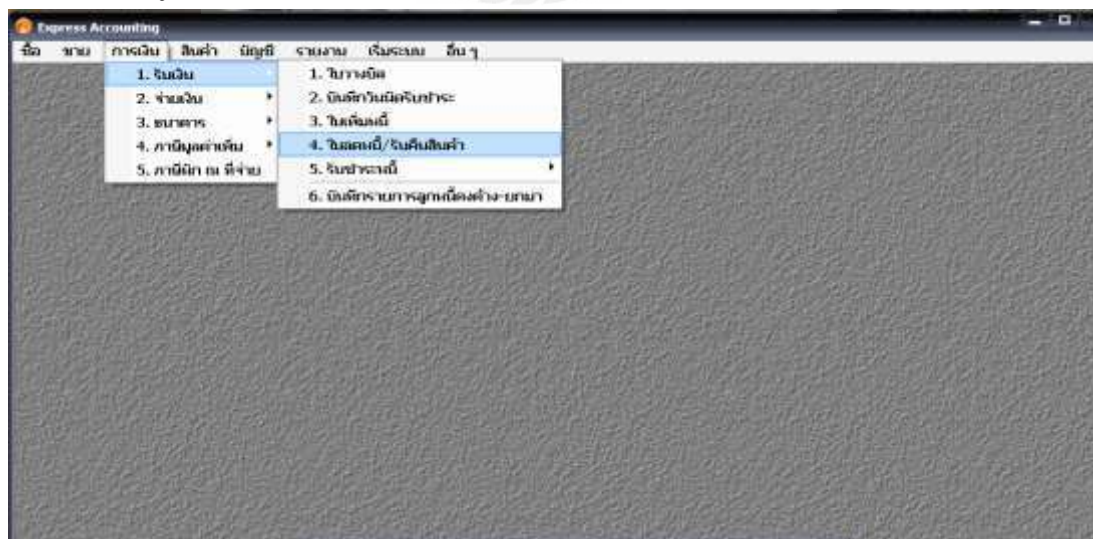 Express Accounting
ซื้อ ขาย การเงิน สินค้า บัญชี รายงาน เริ่มระบบ อื่น ๆ
1. รับเงิน
2. จ่ายเงิน
3. ธนาคาร
4. ภาษีมูลค่าเพิ่ม
5. ภาษีหัก ณ ที่จ่าย
1. ใบวางบิล
2. บันทึกวันนัดรับชำระ
3. ใบเพิ่มหนี้
4. ใบลดหนี้/รับคืนสินค้า
5. รับชำระหนี้
6. บันทึกรายการลูกหนี้คงค้าง-ยกมา